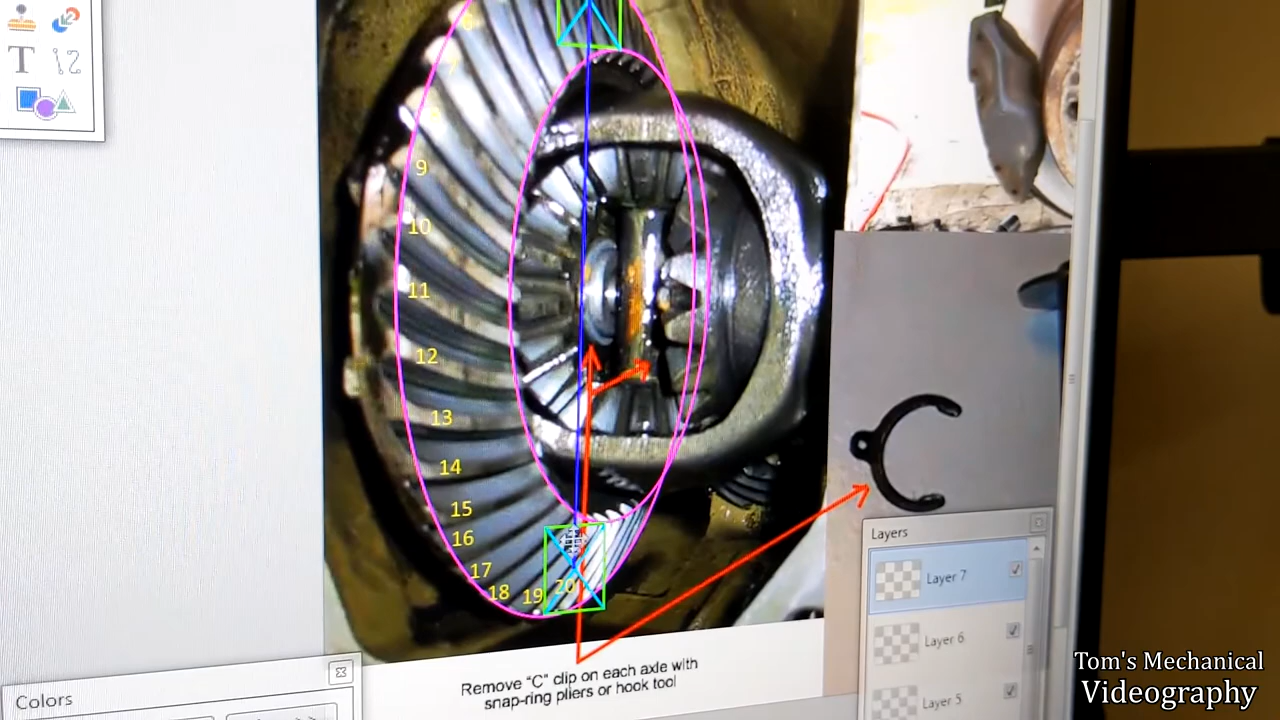 T
9
10
11
12
13
14
15
16
17
18 19 20
Remove “C” clip on each axle with
snap-ring pliers or hook tool
Layers
Layer 7
Layer 6
Layer 5
Colors
Tom's Mechanical
Videography